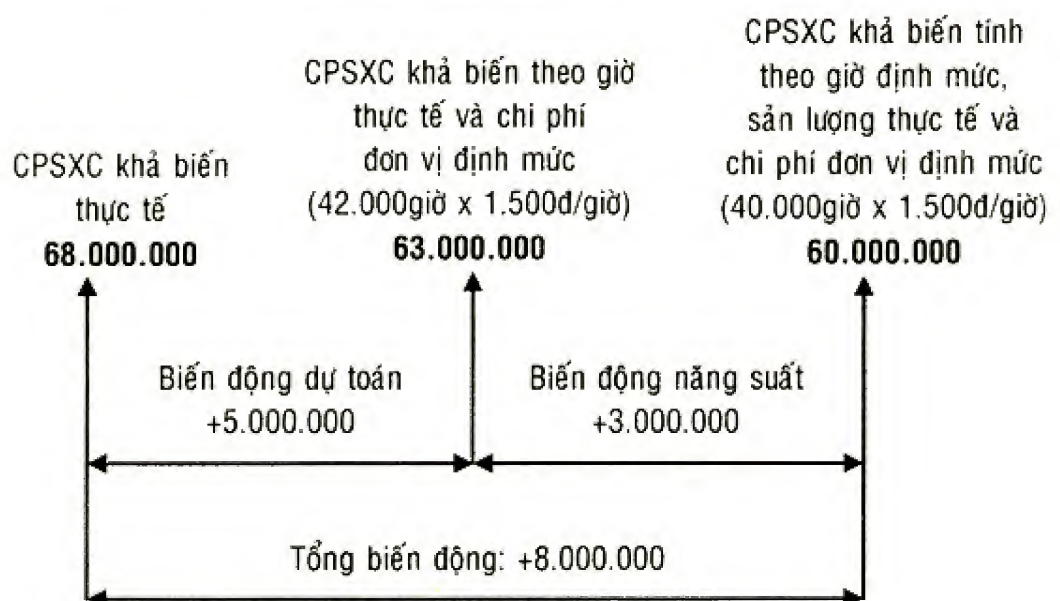 CPSXC khả biến
thực tế
68.000.000
CPSXC khả biến theo giờ
thực tế và chi phí
đơn vị định mức
(42.000giờ x 1.500đ/giờ)
63.000.000
CPSXC khả biến tính
theo giờ định mức,
sản lượng thực tế và
chi phí đơn vị định mức
(40.000giờ x 1.500đ/giờ)
60.000.000
Biến động dự toán
+5.000.000
Biến động năng suất
+3.000.000
Tổng biến động: +8.000.000